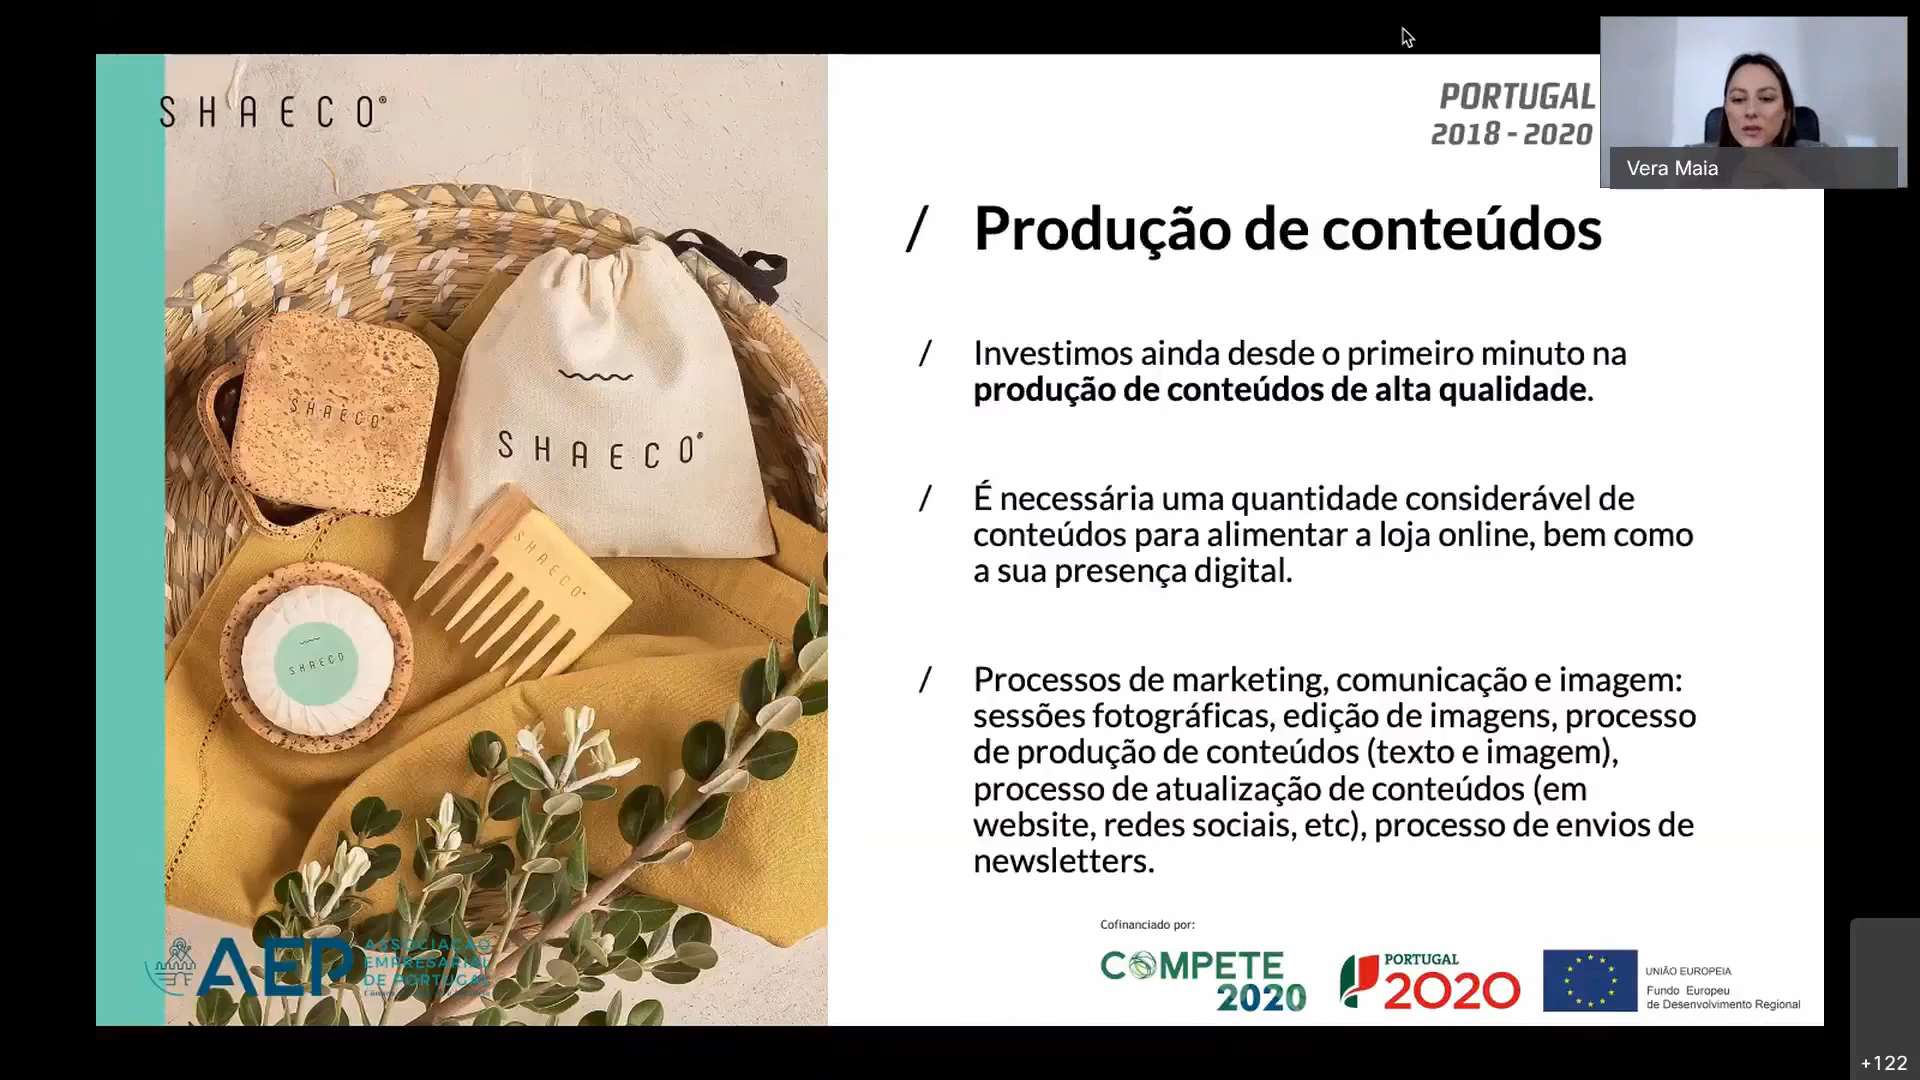 SHAECO®
PORTUGAL
2018 - 2020
Vera Maia
/ Produção de conteúdos
/ Investimos ainda desde o primeiro minuto na
produção de conteúdos de alta qualidade.
/ É necessária uma quantidade considerável de
conteúdos para alimentar a loja online, bem como
a sua presença digital.
/ Processos de marketing, comunicação e imagem:
sessões fotográficas, edição de imagens, processo
de produção de conteúdos (texto e imagem),
processo de atualização de conteúdos (em
website, redes sociais, etc), processo de envios de
newsletters.
SHAECO®
SHAECO®
SHAECO®
SHAECO
AEP
ASSOCIAÇÃO
EMPRESARIAL
DE PORTUGAL
Cofinanciado por:
COMPETE
2020
PORTUGAL
2020
UNIÃO EUROPEIA
Fundo Europeu
de Desenvolvimento Regional
+122